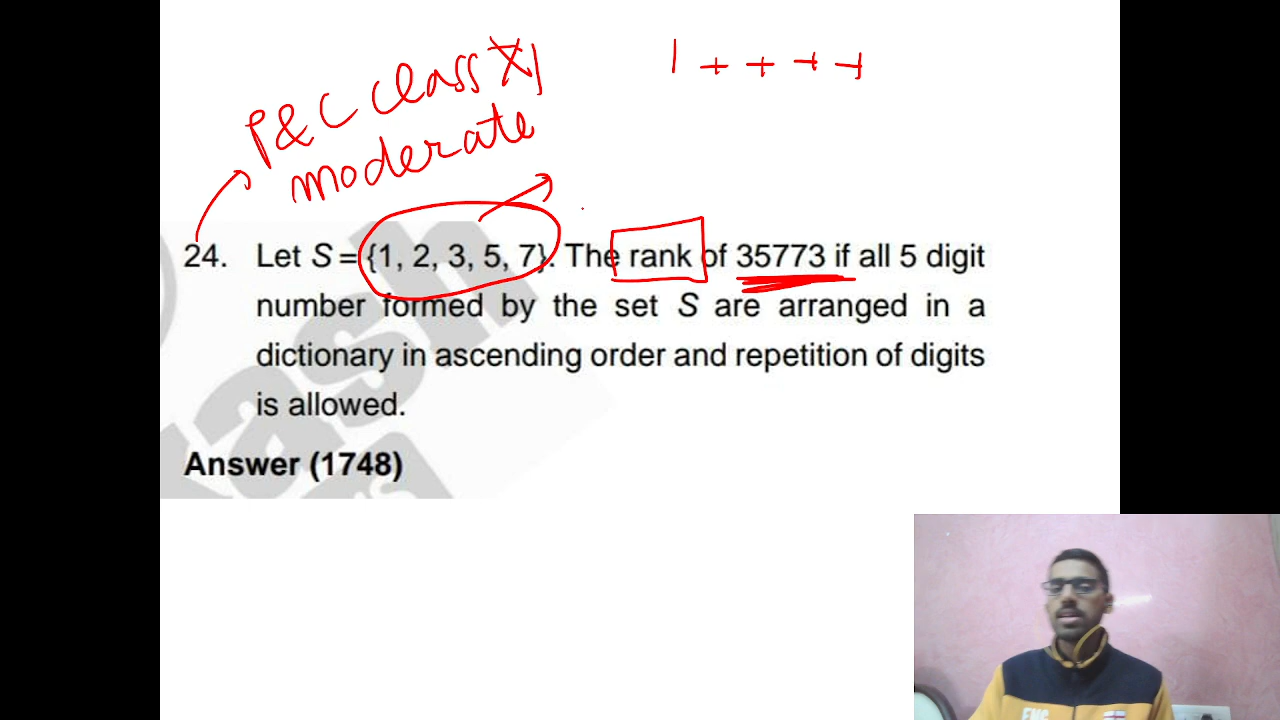 P&C Class XI
moderate
1
24. Let S = {1, 2, 3, 5, 7}. The rank of 35773 if all 5 digit
number formed by the set S are arranged in a
dictionary in ascending order and repetition of digits
is allowed.
Answer (1748)